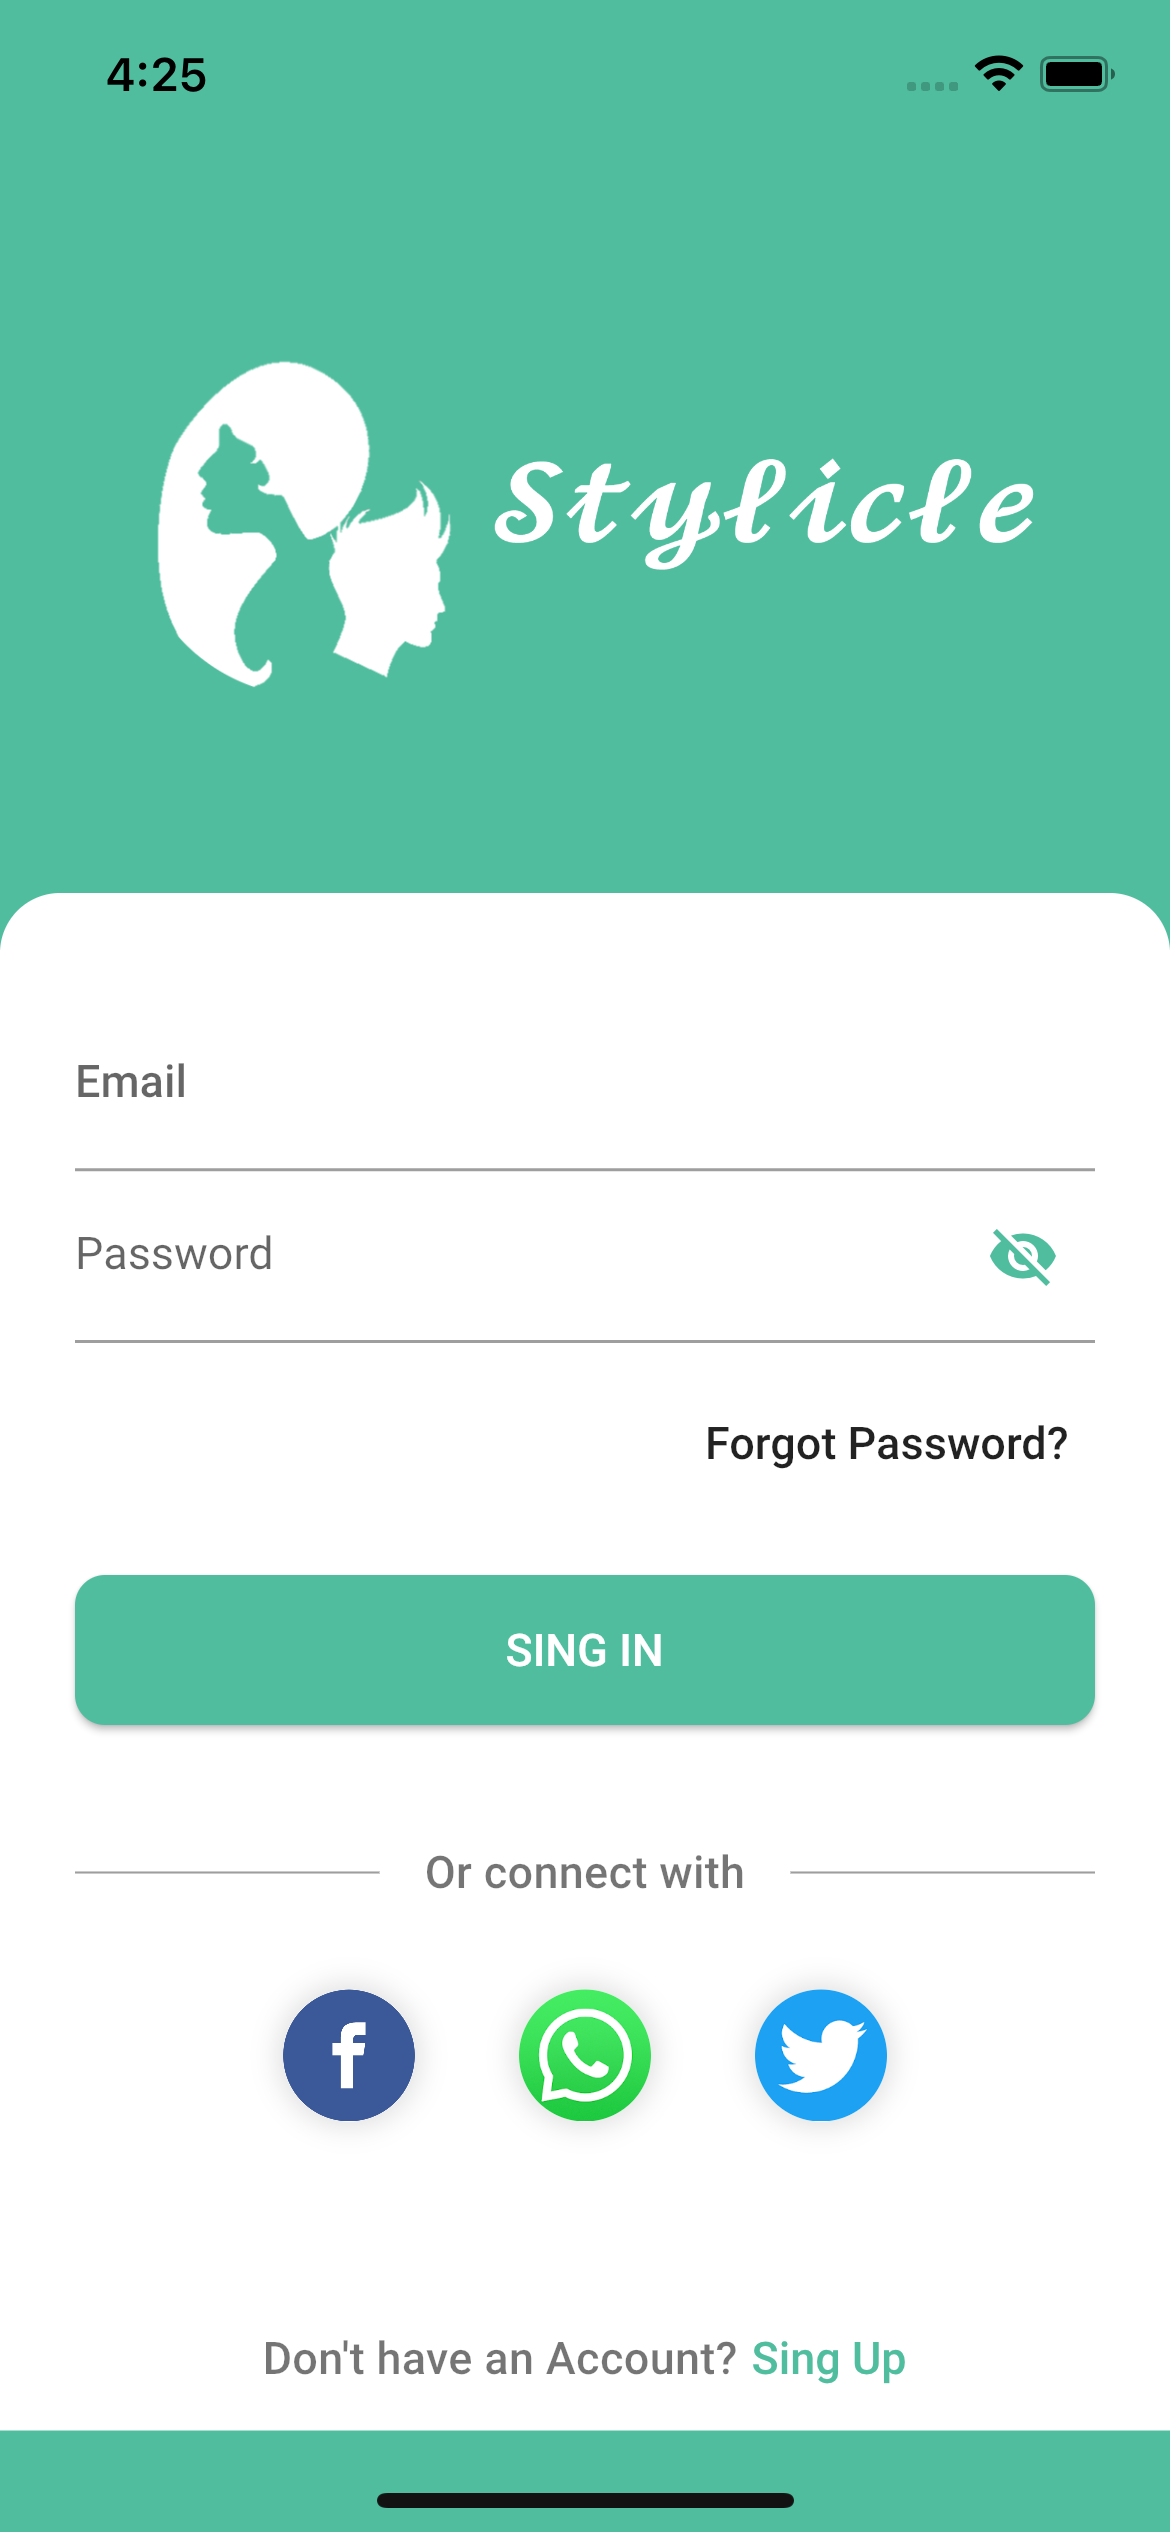 4:25
Stylicle
Email
Password
Forgot Password?
SING IN
Or connect with
Don't have an Account? Sing Up